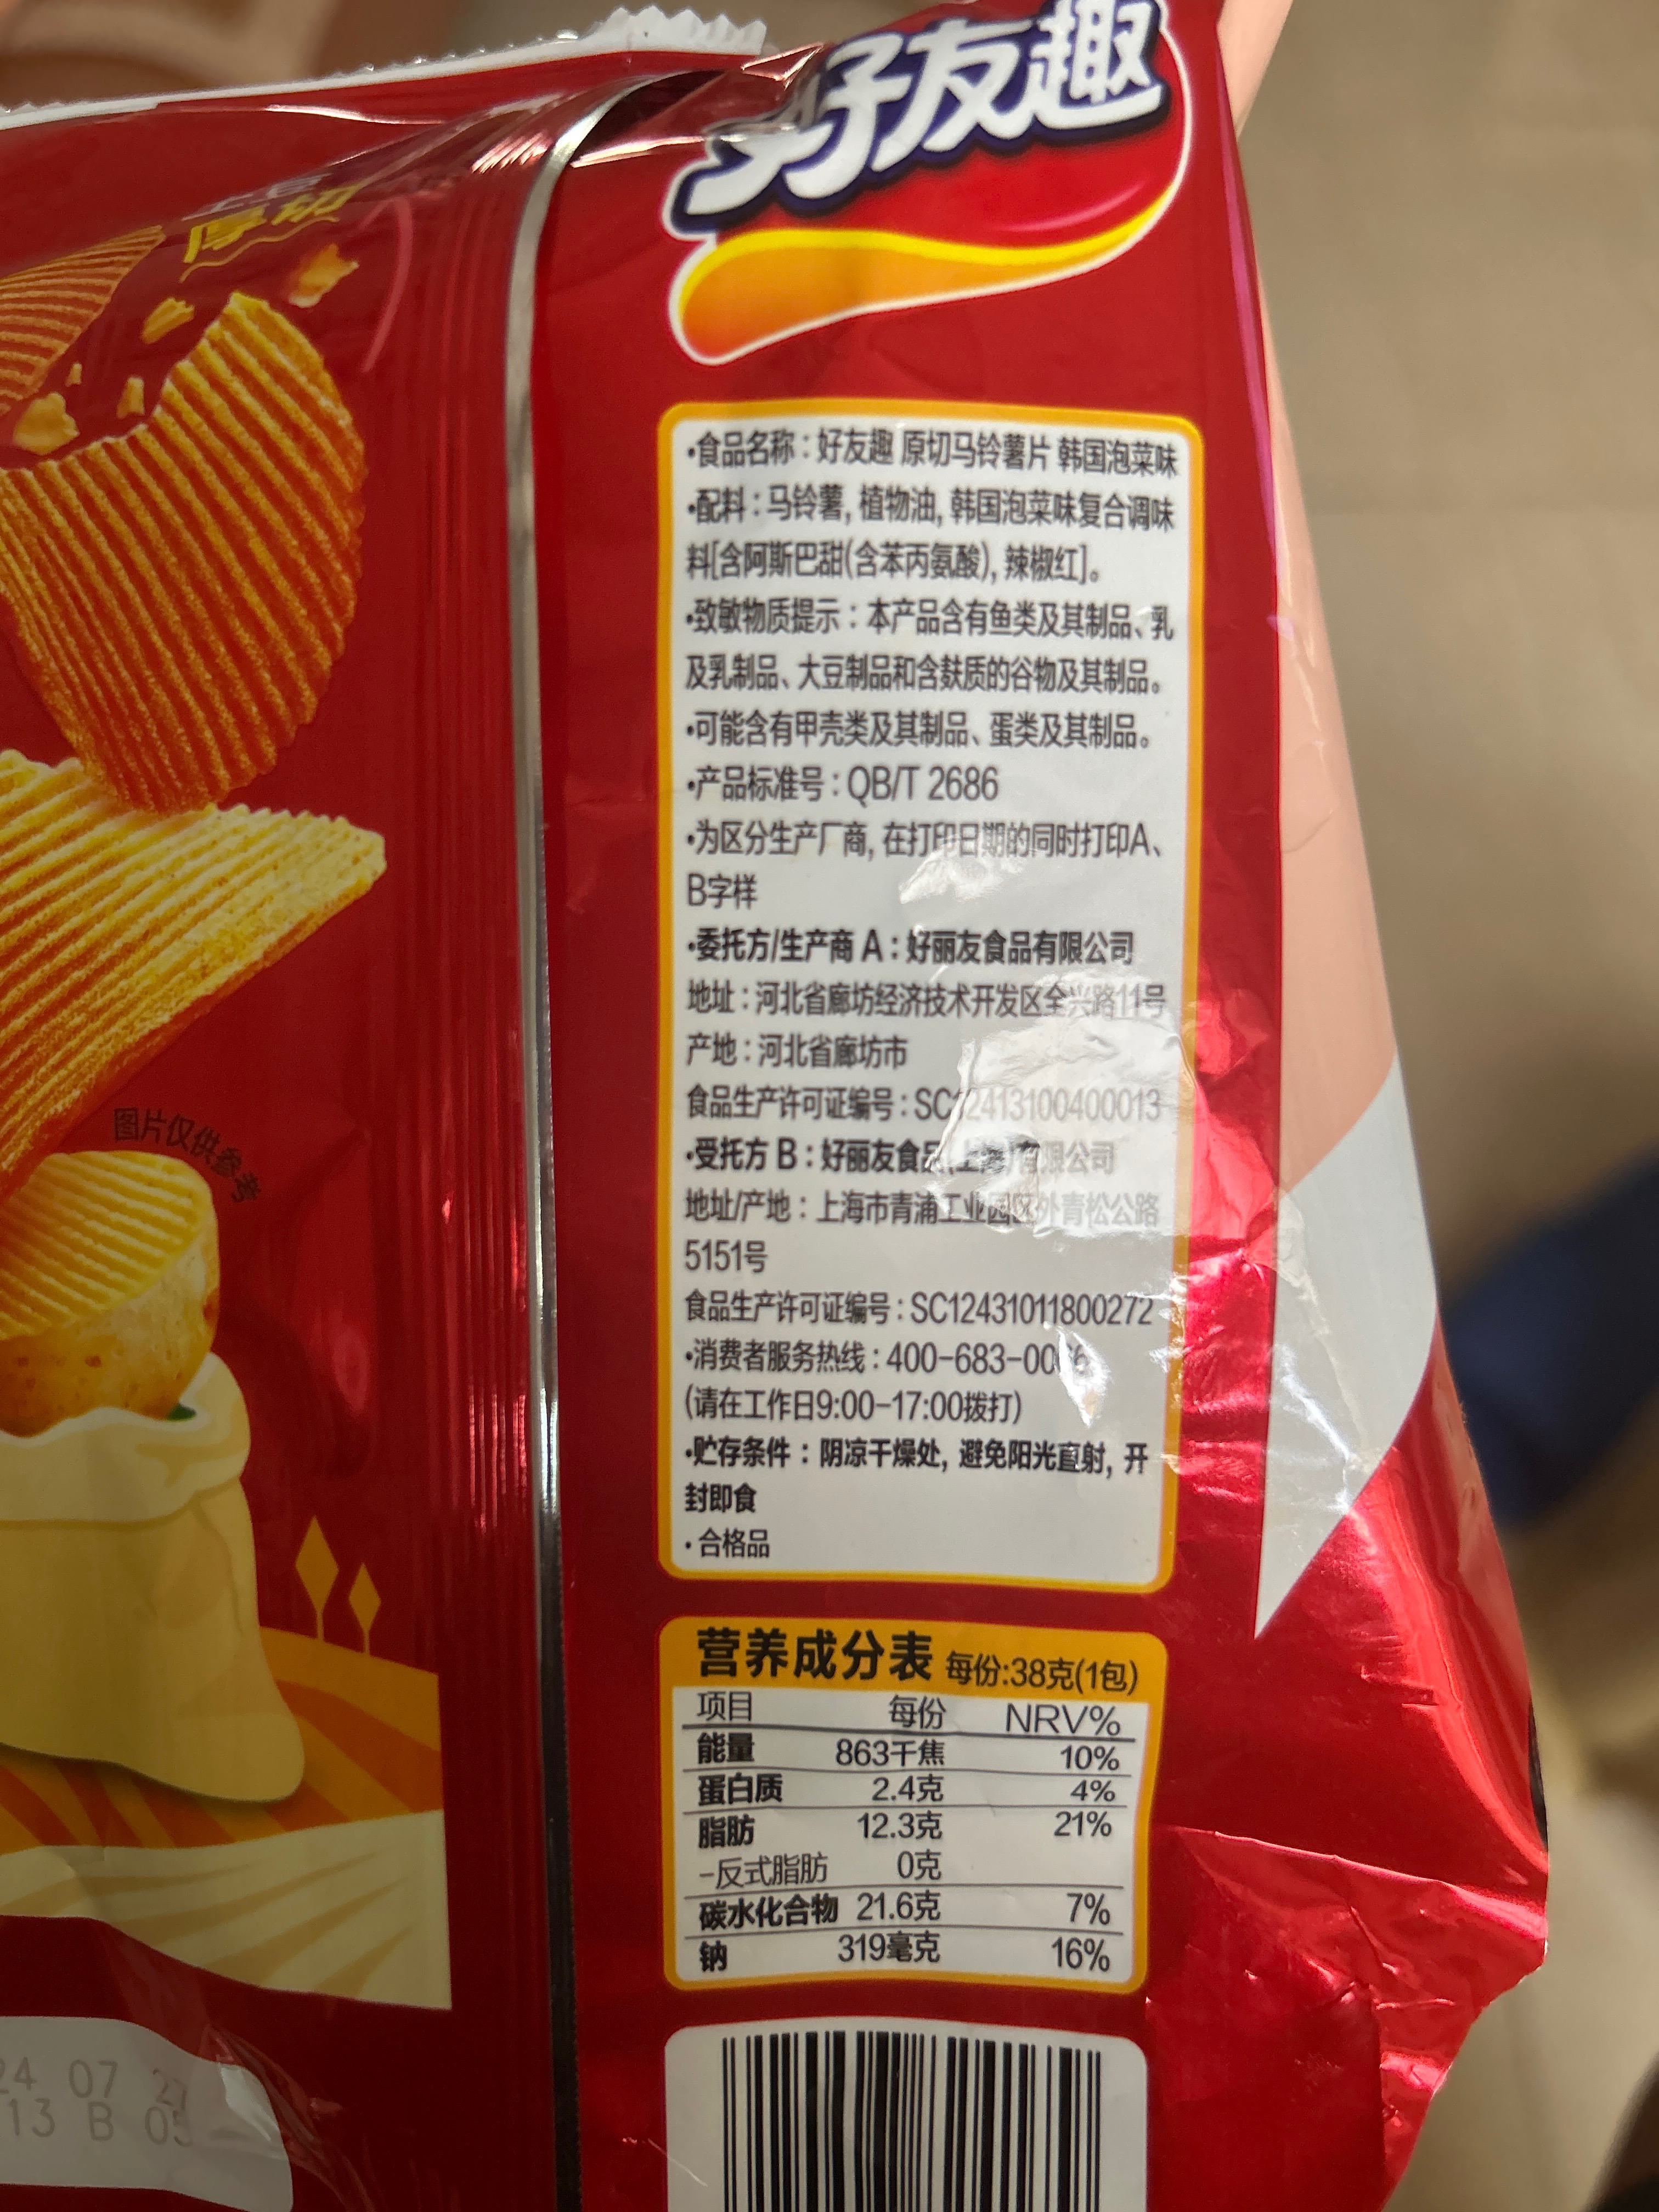 好友趣
厚切
图片仅供参考
•食品名称：好友趣 原切马铃薯片 韩国泡菜味
•配料：马铃薯, 植物油, 韩国泡菜味复合调味
料[含阿斯巴甜(含苯丙氨酸), 辣椒红]。
•致敏物质提示：本产品含有鱼类及其制品、乳
及乳制品、大豆制品和含麸质的谷物及其制品。
•可能含有甲壳类及其制品、蛋类及其制品。
•产品标准号：QB/T 2686
•为区分生产厂商, 在打印日期的同时打印A、
B字样
•委托方/生产商 A：好丽友食品有限公司
地址：河北省廊坊经济技术开发区全兴路11号
产地：河北省廊坊市
食品生产许可证编号：SC12413100400013
•受托方 B：好丽友食品(上海)有限公司
地址/产地：上海市青浦工业园区外青松公路
5151号
食品生产许可证编号：SC12431011800272
•消费者服务热线：400-683-0066
(请在工作日9:00-17:00拨打)
•贮存条件：阴凉干燥处, 避免阳光直射, 开
封即食
•合格品
营养成分表 每份:38克(1包)
项目 每份 NRV%
能量 863千焦 10%
蛋白质 2.4克 4%
脂肪 12.3克 21%
-反式脂肪 0克
碳水化合物 21.6克 7%
钠 319毫克 16%
24 07
13 B 05